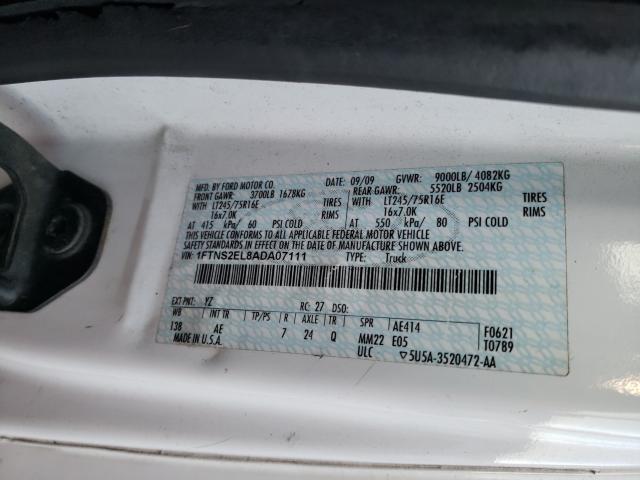 MFD. BY FORD MOTOR CO.
DATE: 09/09 GVWR: 9000LB/ 4082KG
FRONT GAWR: 3700LB 1678KG REAR GAWR: 5520LB 2504KG
WITH LT245/75R16E TIRES WITH LT245/75R16E TIRES
16x7.0K RIMS 16x7.0K RIMS
AT 415 kPa/ 60 PSI COLD AT 550 kPa/ 80 PSI COLD
THIS VEHICLE CONFORMS TO ALL APPLICABLE FEDERAL MOTOR VEHICLE
SAFETY STANDARDS IN EFFECT ON THE DATE OF MANUFACTURE SHOWN ABOVE.
VIN: 1FTNS2EL8ADA07111
TYPE: TRUCK
EXT PNT: YZ RC: 27 DSO: F0621
WB INT TR TP/PS R AXLE TR SPR AE414 T07B9
138 AE 7 24 Q MM22 E05
MADE IN U.S.A. ULC ▽5U5A-3520472-AA